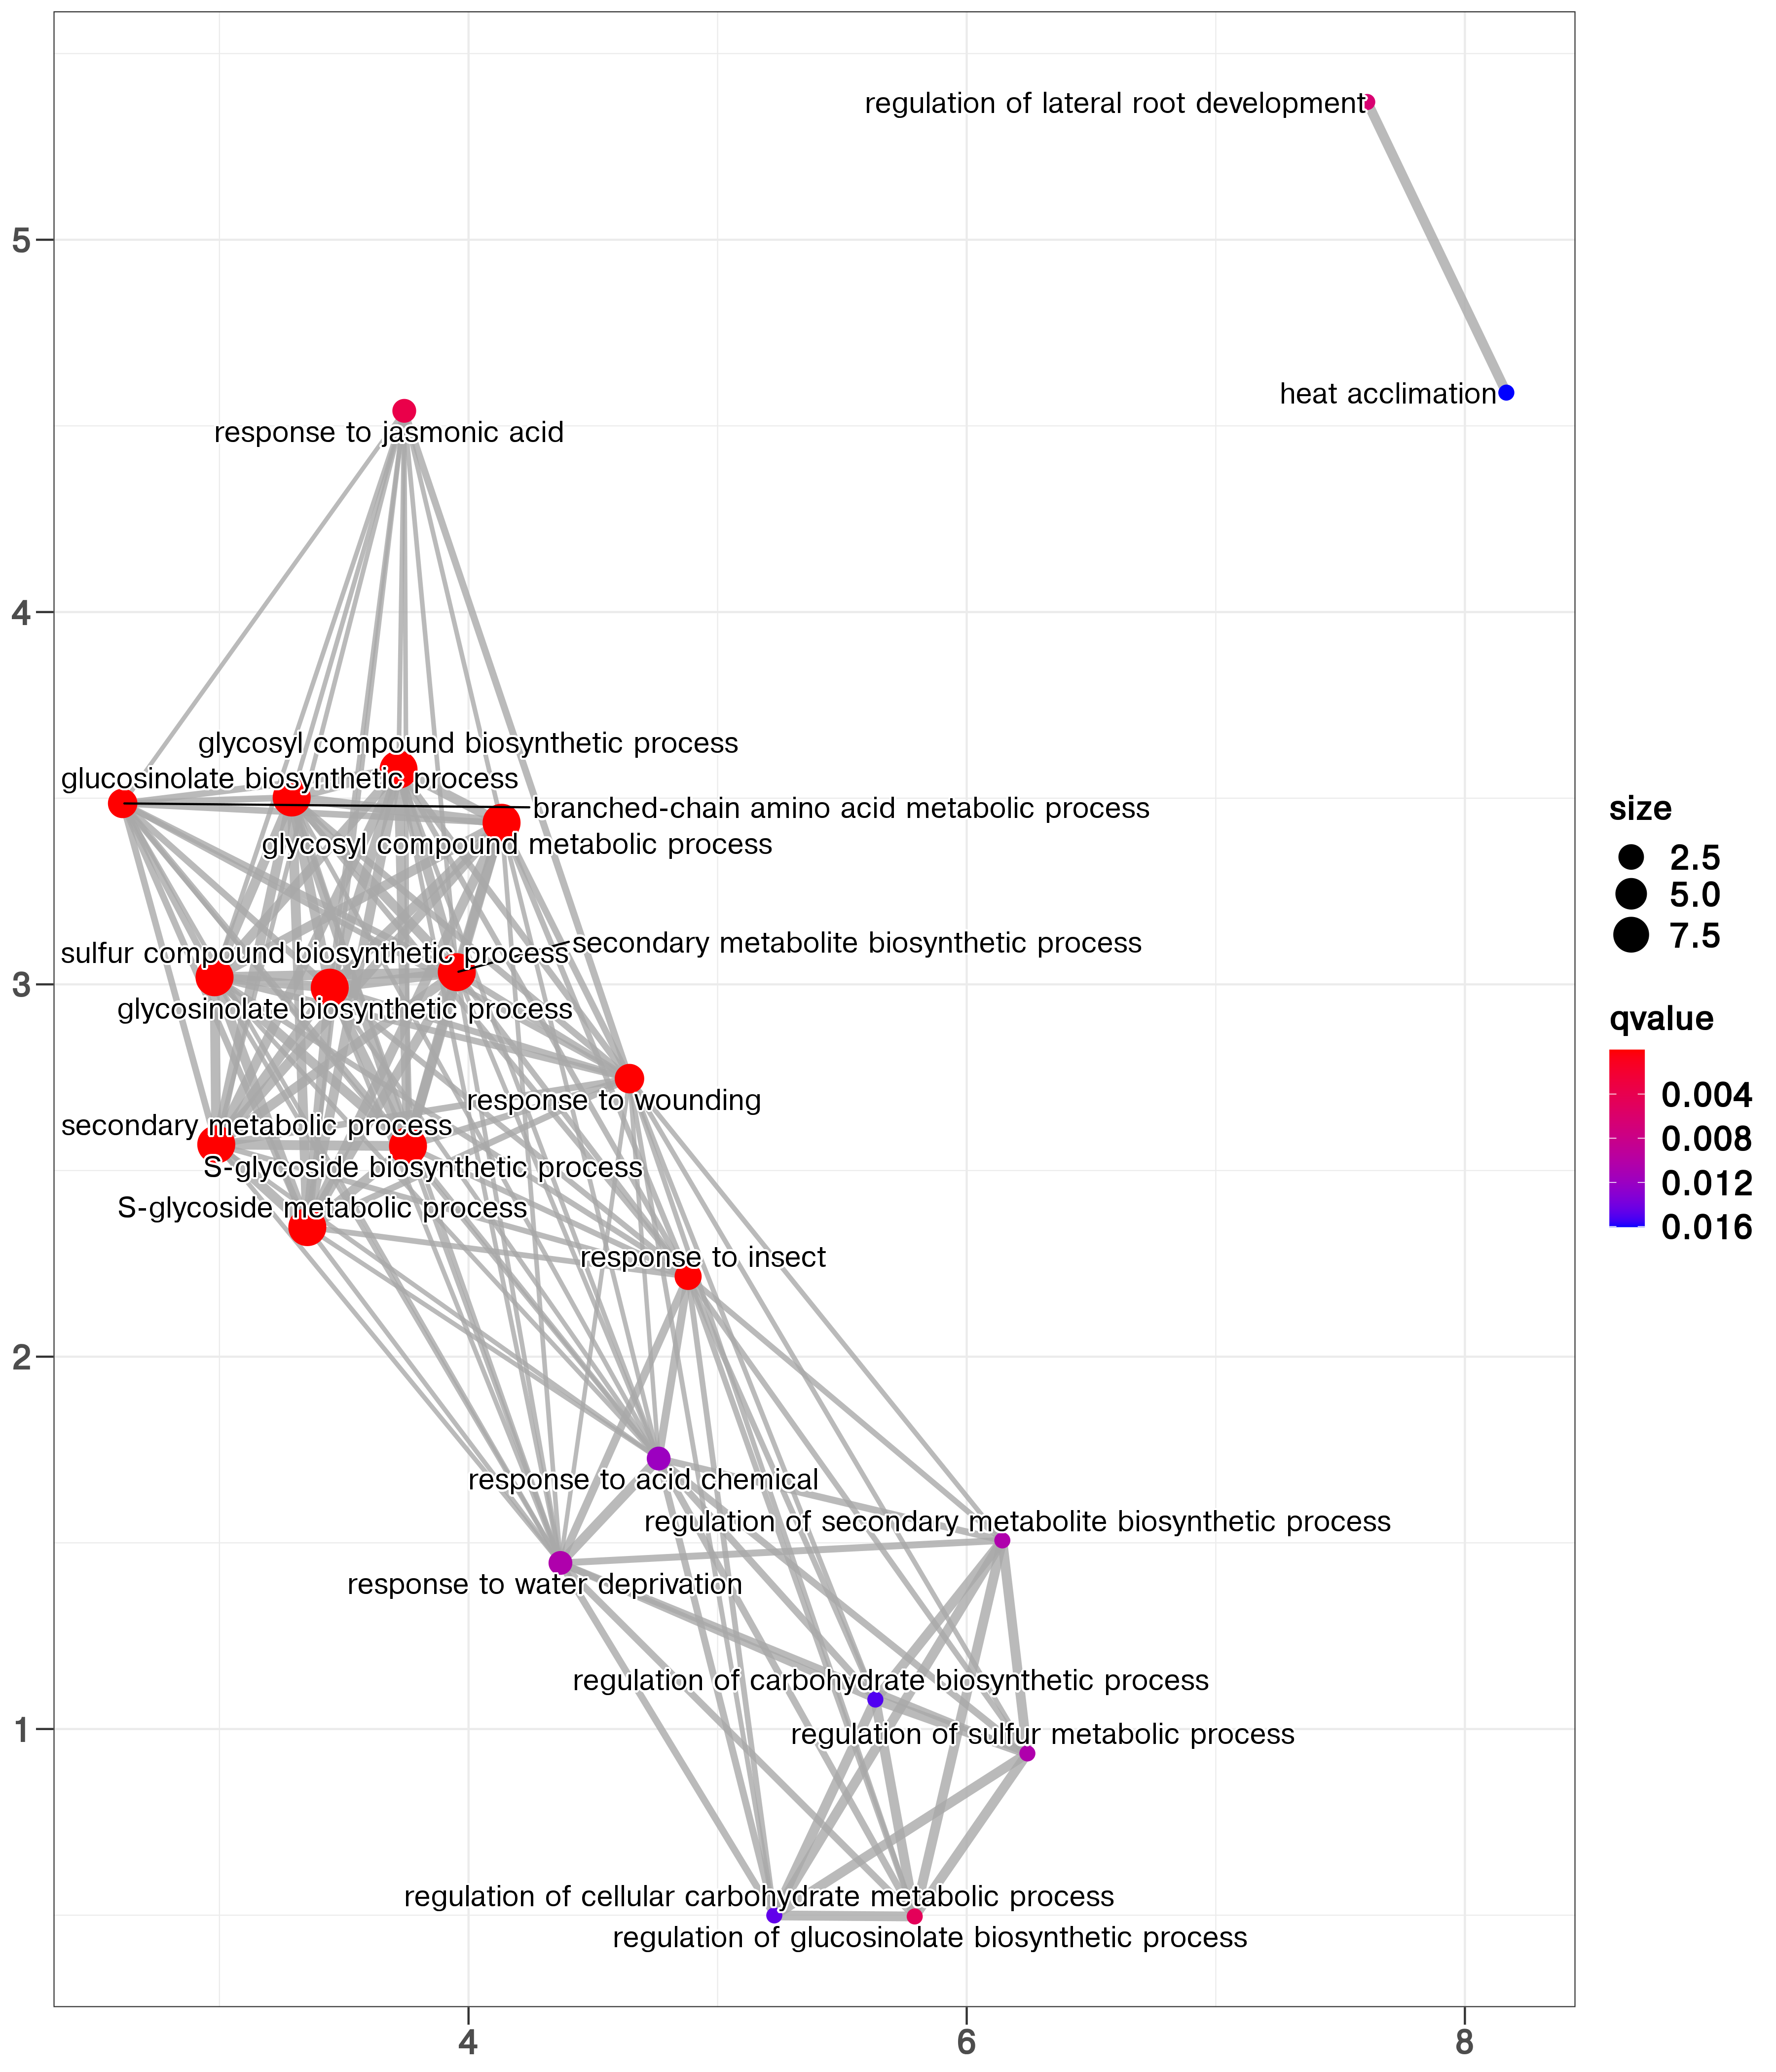 regulation of lateral root development
5
heat acclimation
response to jasmonic acid
4
glycosyl compound biosynthetic process
glucosinolate biosynthetic process
branched-chain amino acid metabolic process
glycosyl compound metabolic process
size
2.5
5.0
7.5
secondary metabolite biosynthetic process
sulfur compound biosynthetic process
3
glycosinolate biosynthetic process
qvalue
0.004
0.008
0.012
0.016
response to wounding
secondary metabolic process
S-glycoside biosynthetic process
S-glycoside metabolic process
response to insect
2
response to acid chemical
regulation of secondary metabolite biosynthetic process
response to water deprivation
regulation of carbohydrate biosynthetic process
1
regulation of sulfur metabolic process
regulation of cellular carbohydrate metabolic process
regulation of glucosinolate biosynthetic process
4
6
8